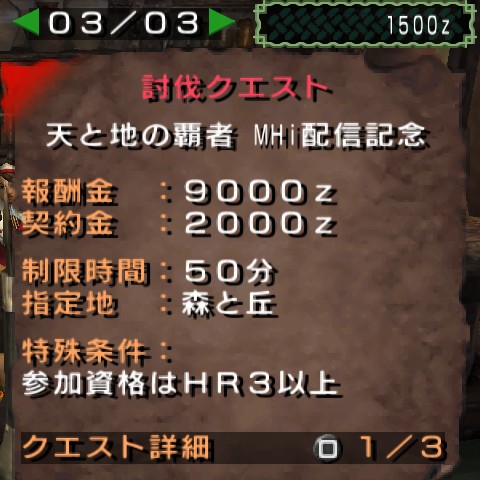 03/03
1500z
討伐クエスト
天と地の覇者 MHi配信記念
報酬金 :9000z
契約金 :2000z
制限時間:50分
指定地 :森と丘
特殊条件:
参加資格はHR3以上
クエスト詳細 1/3